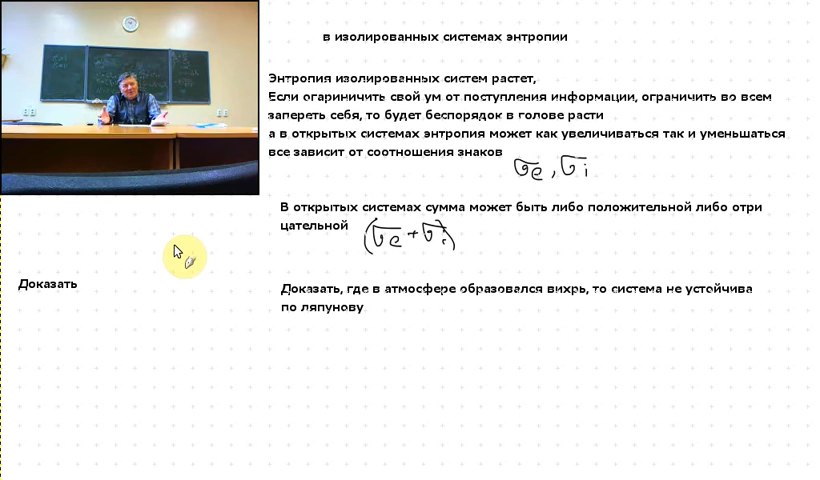 в изолированных системах энтропии
Энтропия изолированных систем растет,
Если огариничить свой ум от поступления информации, ограничить во всем
запереть себя, то будет беспорядок в голове расти
а в открытых системах энтропия может как увеличиваться так и уменьшаться
все зависит от соотношения знаков
σe, σi
В открытых системах сумма может быть либо положительной либо отри
цательной (σe + σi)
Доказать
Доказать, где в атмосфере образовался вихрь, то система не устойчива
по ляпунову